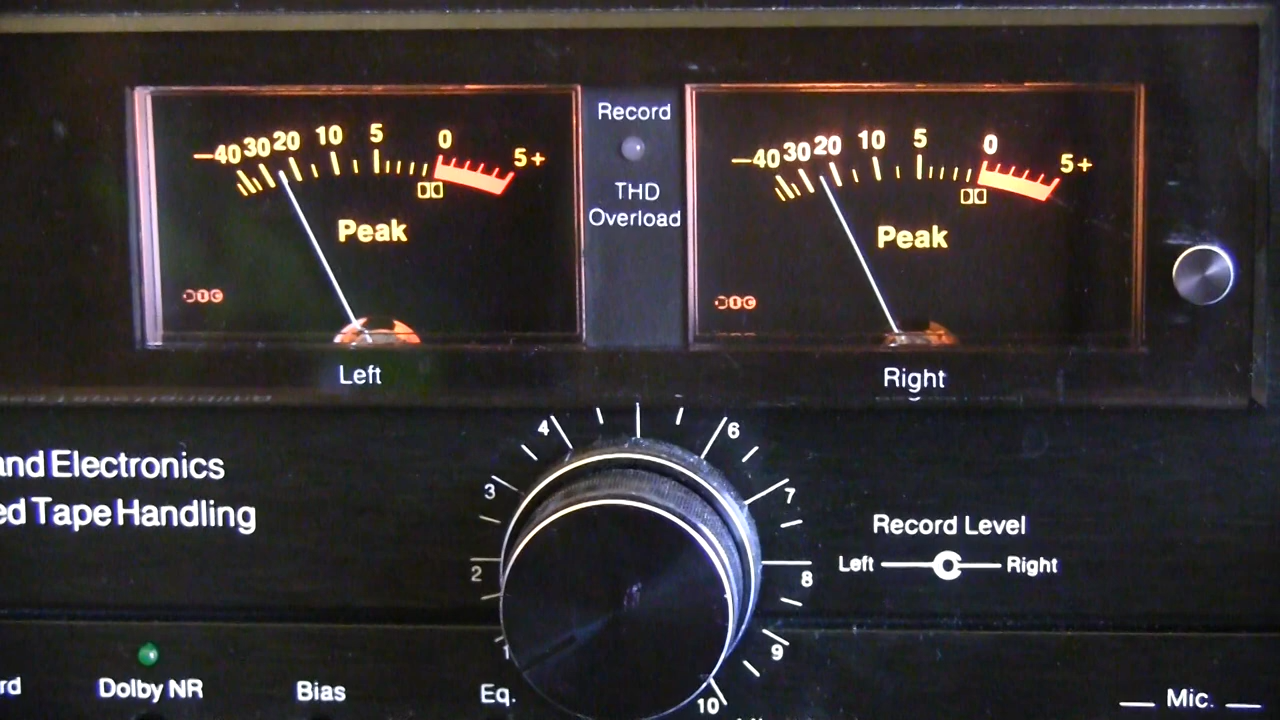 Record
THD
Overload
−40 30 20 10 5 0 5+
Peak
Left
−40 30 20 10 5 0 5+
Peak
Right
and Electronics
ed Tape Handling
1 2 3 4 6 7 8 9 10
Record Level
Left Right
rd Dolby NR Bias Eq. Mic.